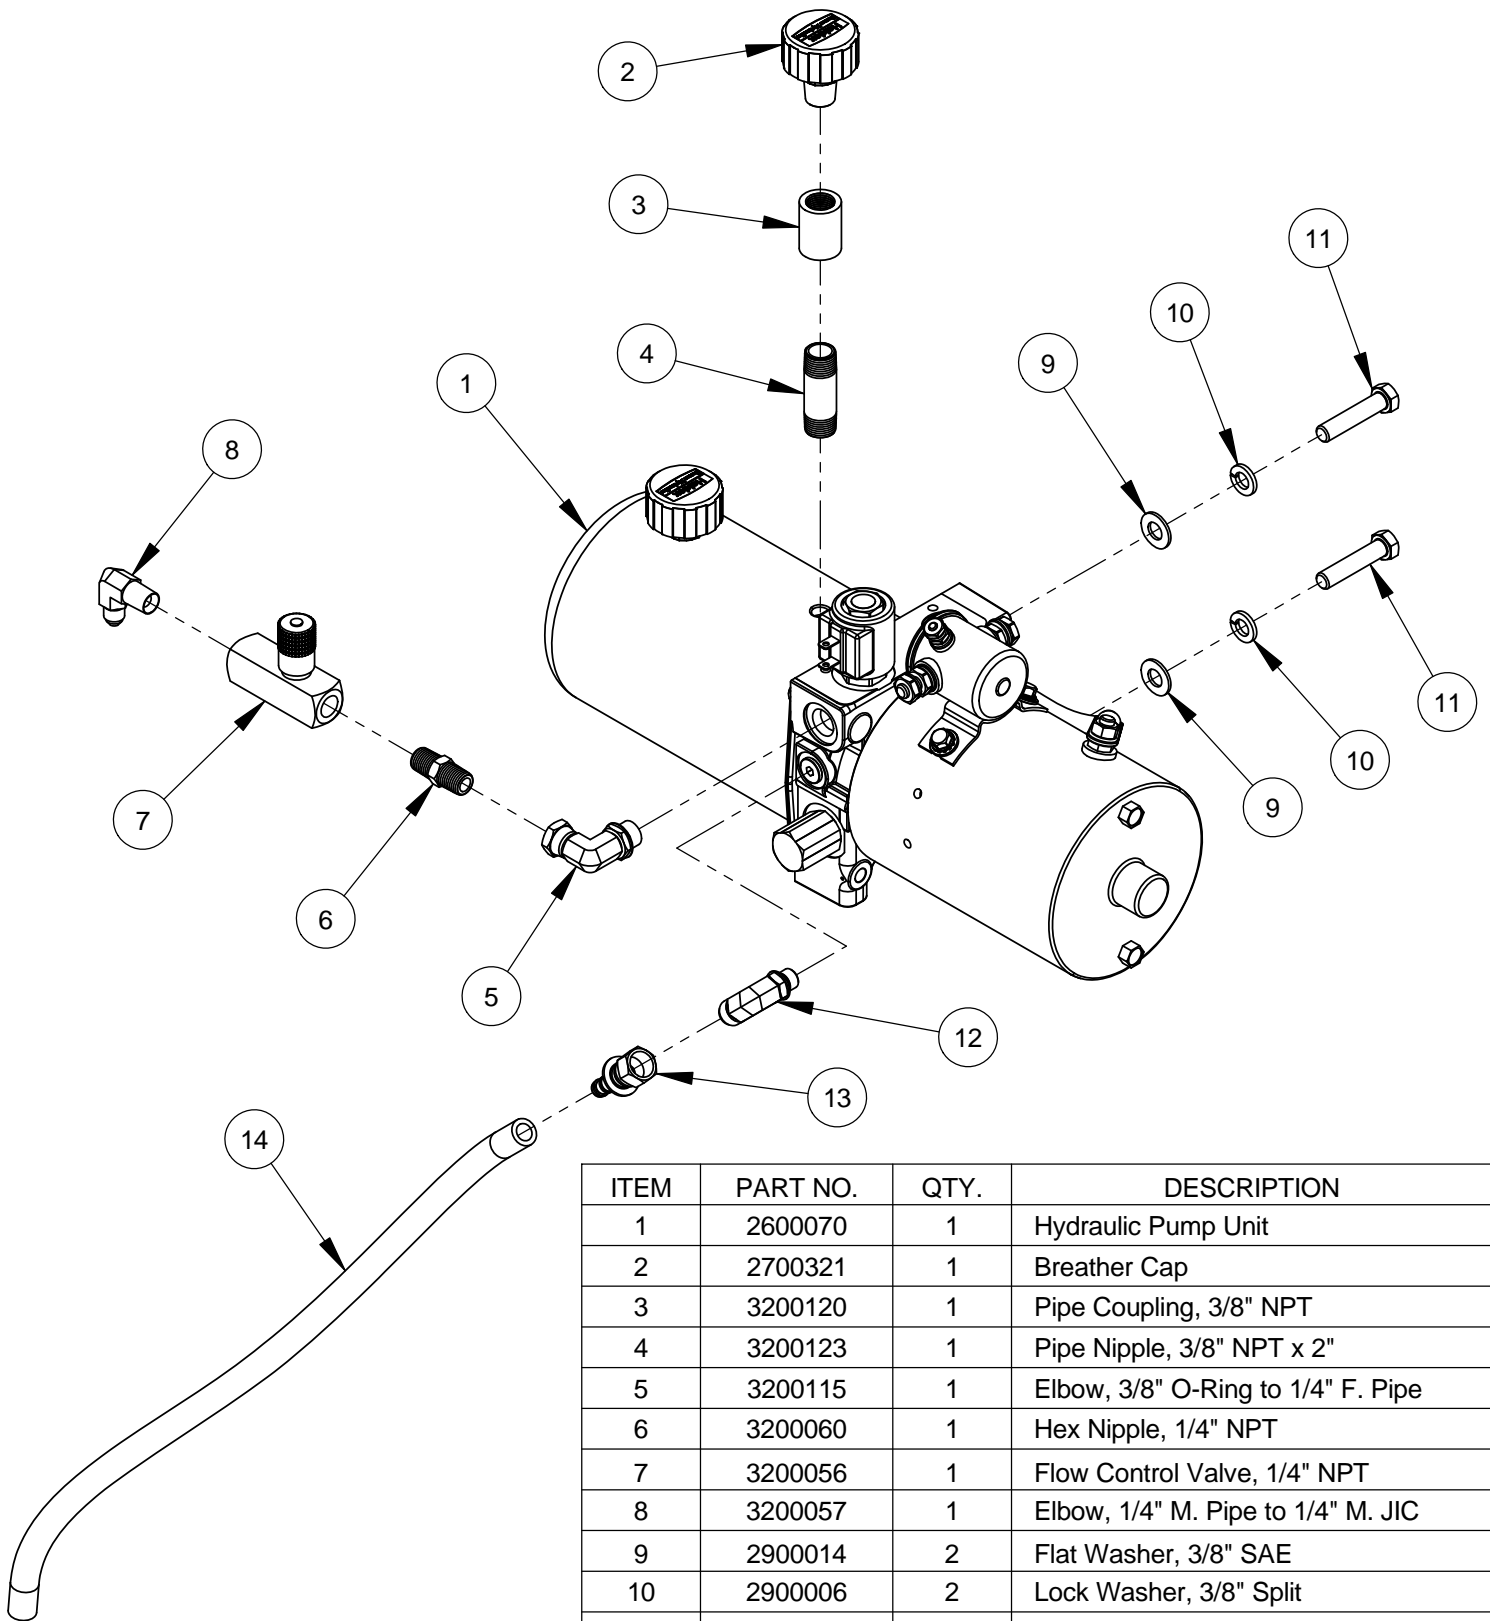 2
3
11
10
4
9
1
8
11
10
7
9
6
5
12
13
14
ITEM PART NO. QTY. DESCRIPTION
1 2600070 1 Hydraulic Pump Unit
2 2700321 1 Breather Cap
3 3200120 1 Pipe Coupling, 3/8" NPT
4 3200123 1 Pipe Nipple, 3/8" NPT x 2"
5 3200115 1 Elbow, 3/8" O-Ring to 1/4" F. Pipe
6 3200060 1 Hex Nipple, 1/4" NPT
7 3200056 1 Flow Control Valve, 1/4" NPT
8 3200057 1 Elbow, 1/4" M. Pipe to 1/4" M. JIC
9 2900014 2 Flat Washer, 3/8" SAE
10 2900006 2 Lock Washer, 3/8" Split